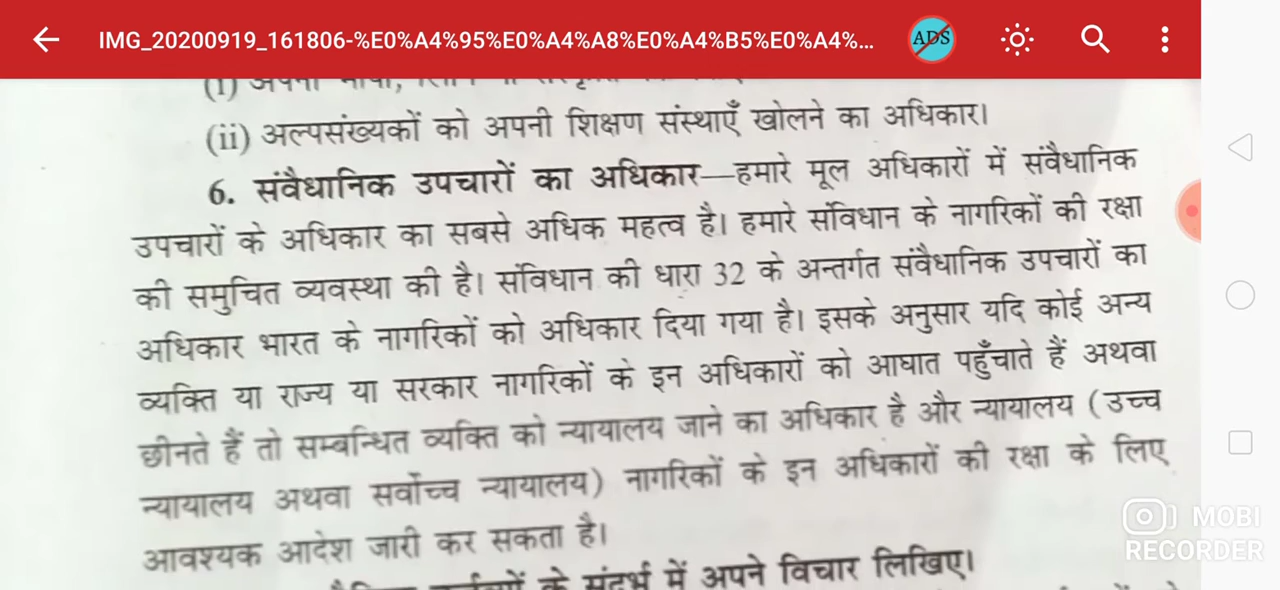 IMG_20200919_161806-%E0%A4%95%E0%A4%A8%E0%A4%B5%E0%A4%...
ADS
(ii) अल्पसंख्यकों को अपनी शिक्षण संस्थाएँ खोलने का अधिकार।
6. संवैधानिक उपचारों का अधिकार—हमारे मूल अधिकारों में संवैधानिक
उपचारों के अधिकार का सबसे अधिक महत्व है। हमारे संविधान के नागरिकों की रक्षा
की समुचित व्यवस्था की है। संविधान की धारा 32 के अन्तर्गत संवैधानिक उपचारों का
अधिकार भारत के नागरिकों को अधिकार दिया गया है। इसके अनुसार यदि कोई अन्य
व्यक्ति या राज्य या सरकार नागरिकों के इन अधिकारों को आघात पहुँचाते हैं अथवा
छीनते हैं तो सम्बन्धित व्यक्ति को न्यायालय जाने का अधिकार है और न्यायालय (उच्च
न्यायालय अथवा सर्वोच्च न्यायालय) नागरिकों के इन अधिकारों की रक्षा के लिए
आवश्यक आदेश जारी कर सकता है।
के संदर्भ में अपने विचार लिखिए।
MOBI
RECORDER